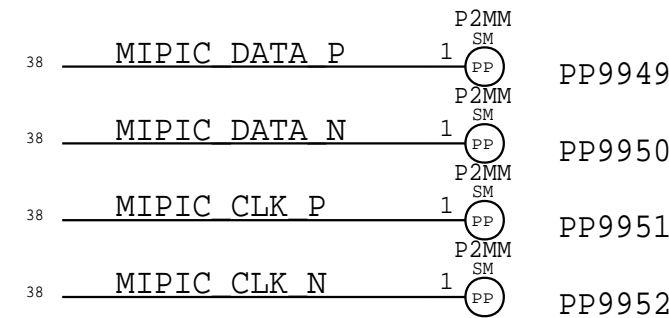 P2MM
SM
38 MIPIC_DATA_P 1 PP PP9949
P2MM
SM
38 MIPIC_DATA_N 1 PP PP9950
P2MM
SM
38 MIPIC_CLK_P 1 PP PP9951
P2MM
SM
38 MIPIC_CLK_N 1 PP PP9952